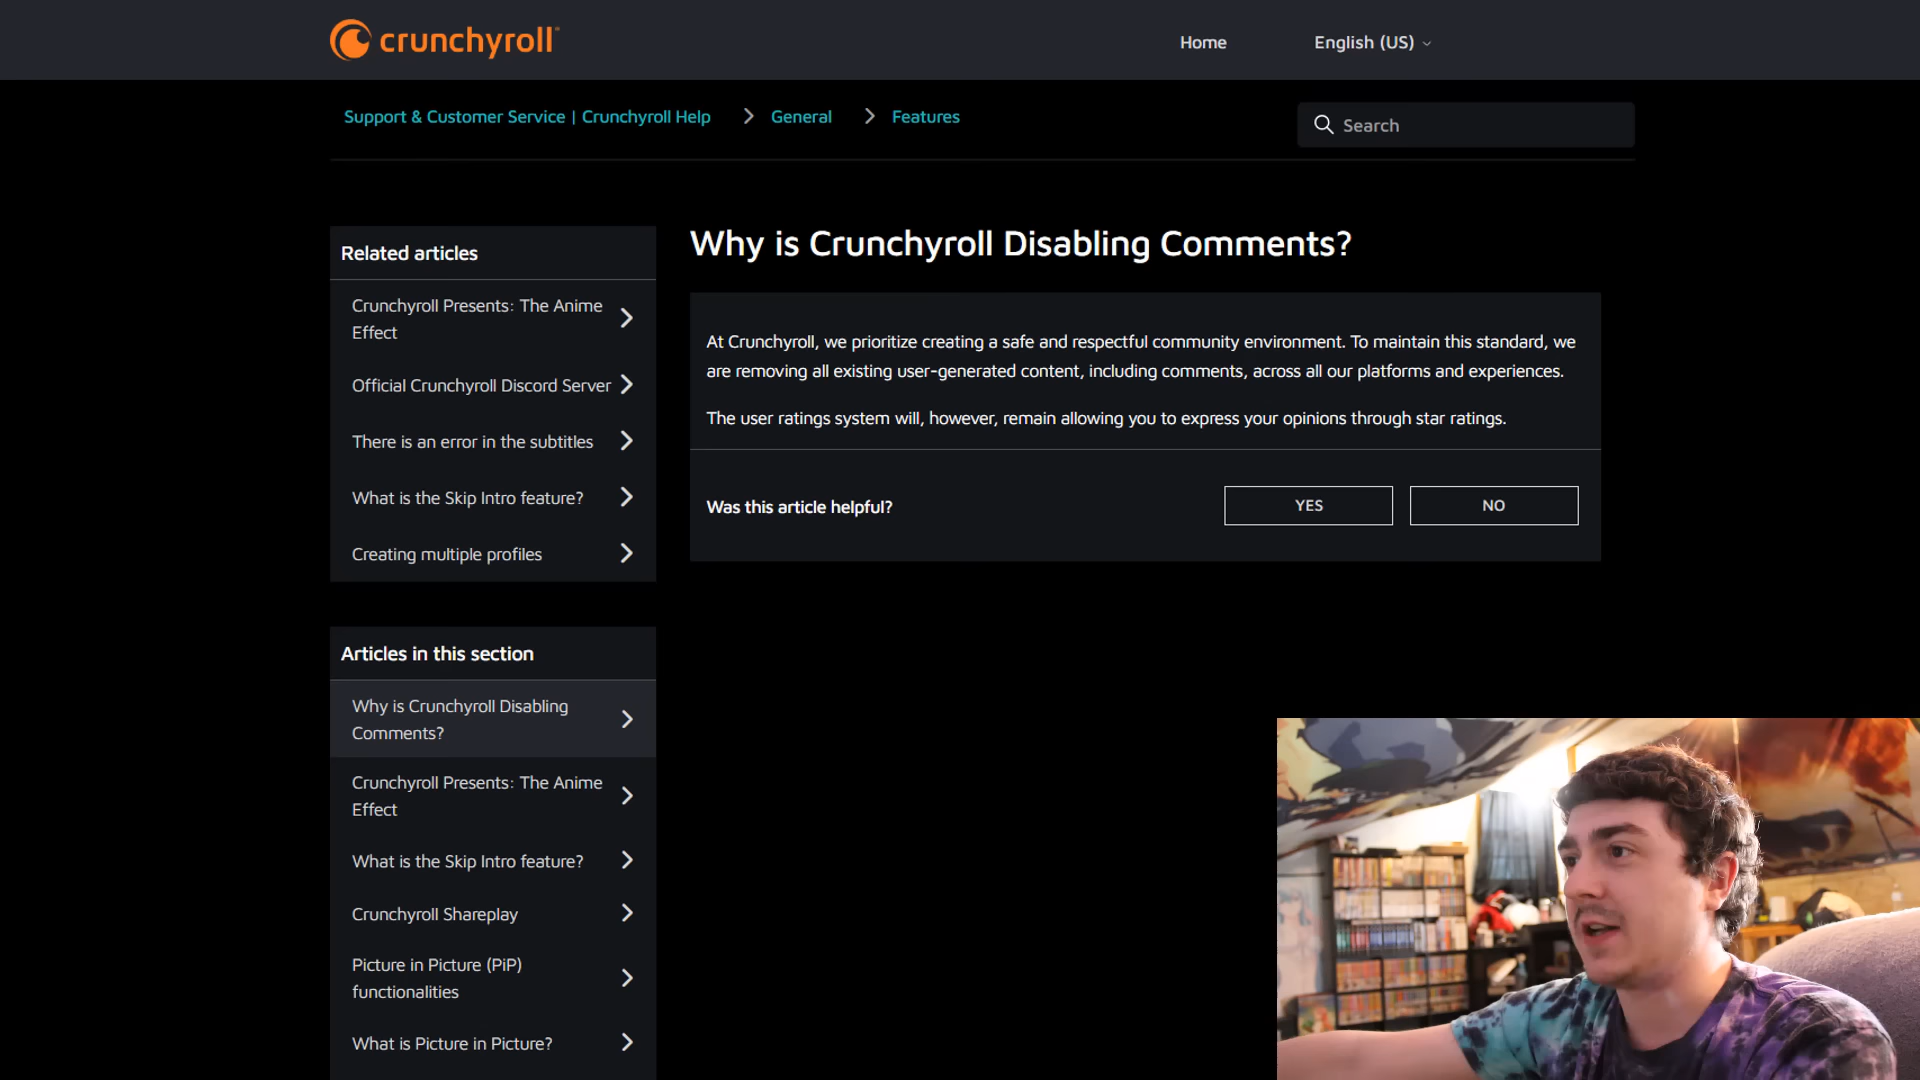 crunchyroll
Home
English (US)
Support & Customer Service | Crunchyroll Help
General
Features
Search
Related articles
Crunchyroll Presents: The Anime
Effect
Official Crunchyroll Discord Server
There is an error in the subtitles
What is the Skip Intro feature?
Creating multiple profiles
Articles in this section
Why is Crunchyroll Disabling
Comments?
Crunchyroll Presents: The Anime
Effect
What is the Skip Intro feature?
Crunchyroll Shareplay
Picture in Picture (PiP)
functionalities
What is Picture in Picture?
Why is Crunchyroll Disabling Comments?
At Crunchyroll, we prioritize creating a safe and respectful community environment. To maintain this standard, we
are removing all existing user-generated content, including comments, across all our platforms and experiences.
The user ratings system will, however, remain allowing you to express your opinions through star ratings.
Was this article helpful?
YES
NO